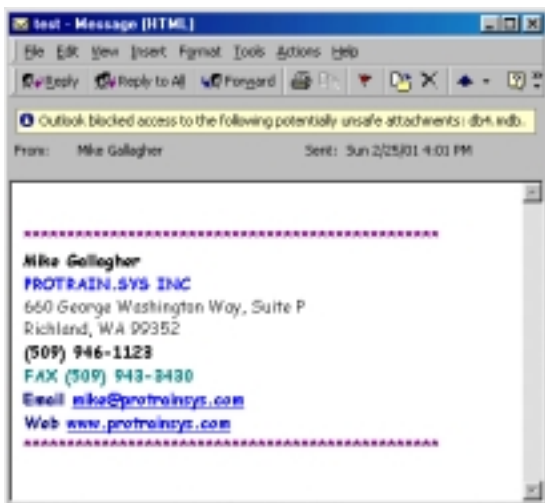 test - Message (HTML)
File Edit View Insert Format Tools Actions Help
Reply Reply to All Forward
Outlook blocked access to the following potentially unsafe attachments: db4.mdb.
From: Mike Gallagher Sent: Sun 2/25/01 4:01 PM
****************************************
Mike Gallagher
PROTRAIN.SYS INC
660 George Washington Way, Suite P
Richland, WA 99352
(509) 946-1123
FAX (509) 943-3430
Email mike@protrainsys.com
Web www.protrainsys.com
****************************************